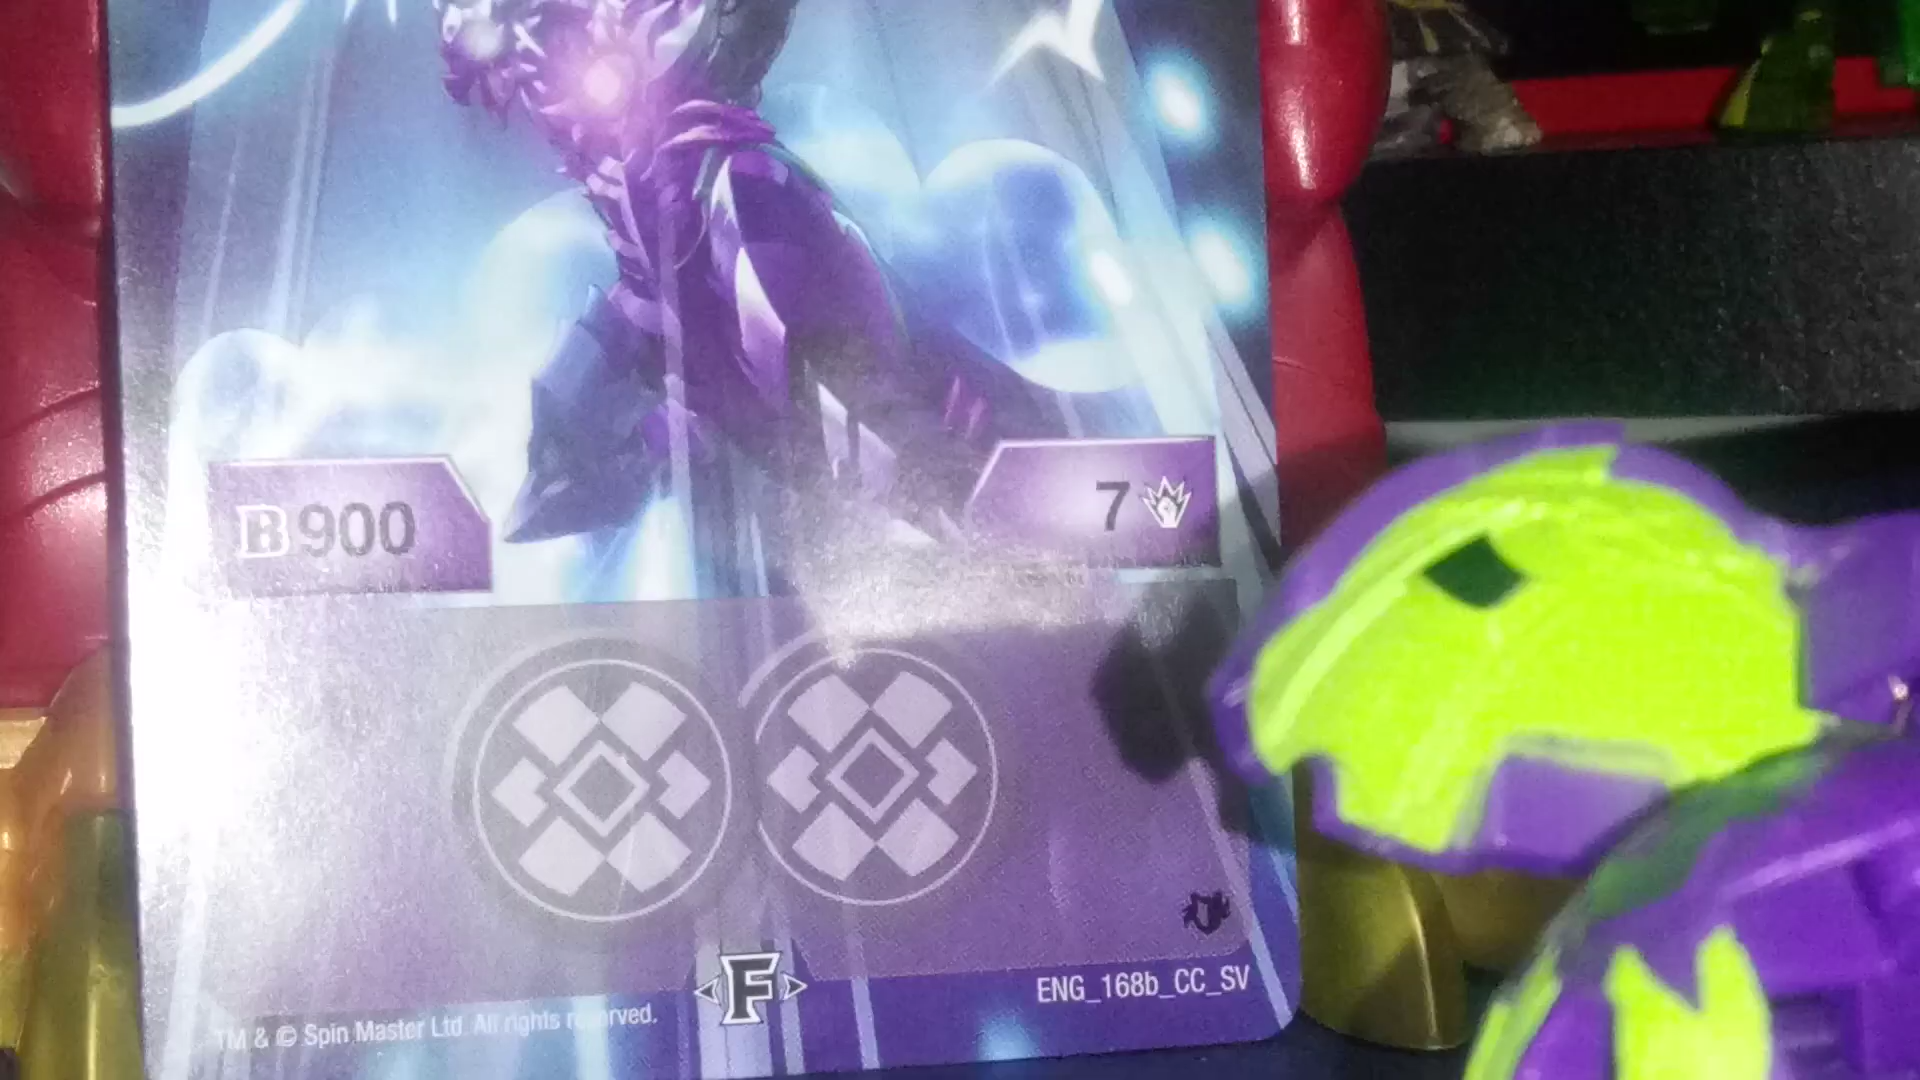 B900
7
F
ENG_168b_CC_SV
TM & © Spin Master Ltd. All rights reserved.